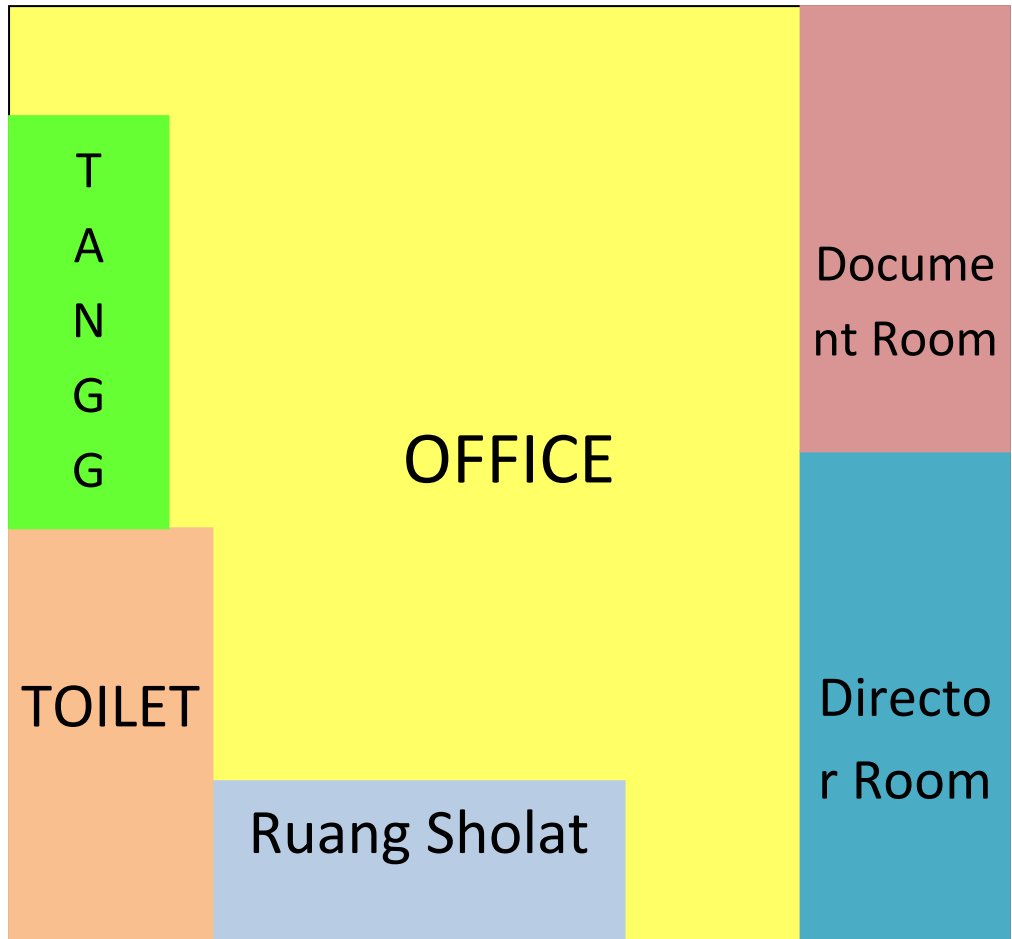 T
A
N
G
G
OFFICE
Docume
nt Room
TOILET
Ruang Sholat
Directo
r Room